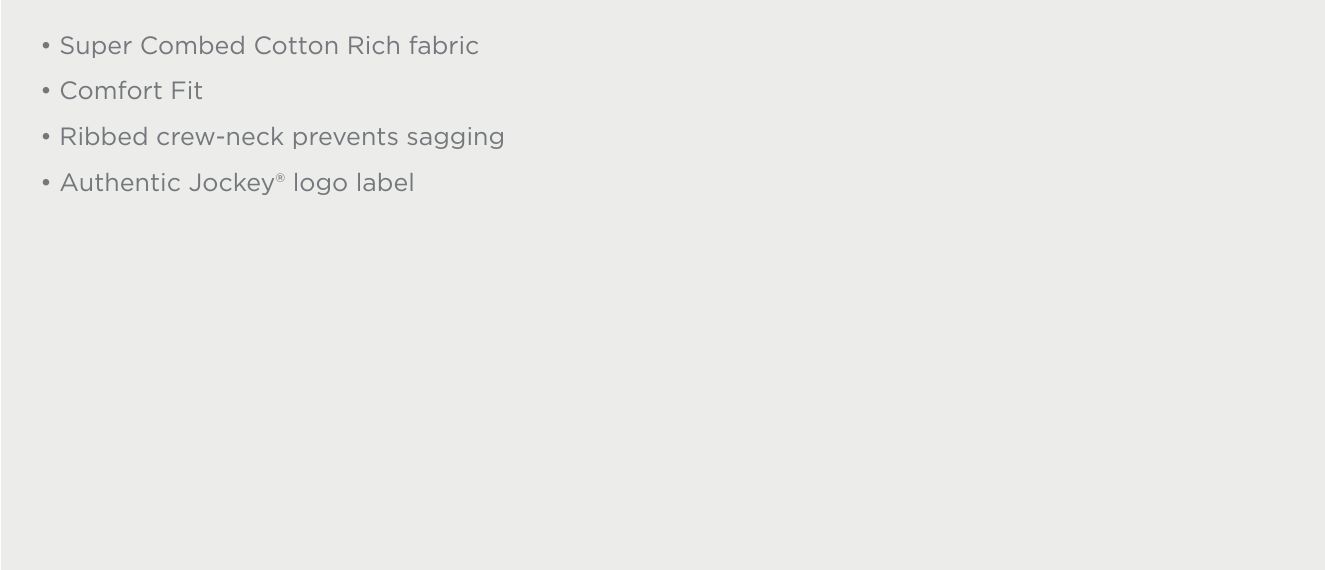 • Super Combed Cotton Rich fabric
• Comfort Fit
• Ribbed crew-neck prevents sagging
• Authentic Jockey® logo label